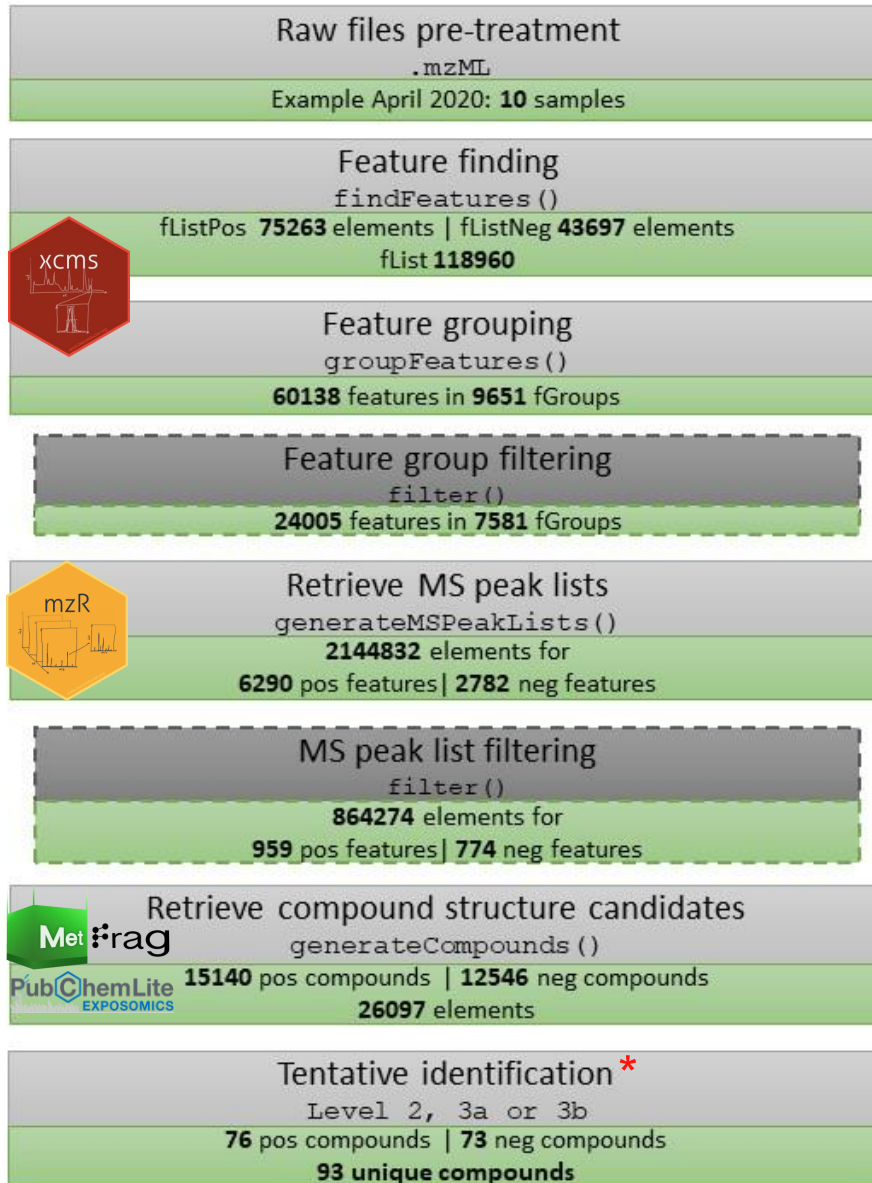 Raw files pre-treatment
.mzML
Example April 2020: 10 samples
Feature finding
findFeatures()
fListPos 75263 elements | fListNeg 43697 elements
fList 118960
xcms
Feature grouping
groupFeatures()
60138 features in 9651 fGroups
Feature group filtering
filter()
24005 features in 7581 fGroups
mzR
Retrieve MS peak lists
generateMSPeakLists()
2144832 elements for
6290 pos features| 2782 neg features
MS peak list filtering
filter()
864274 elements for
959 pos features| 774 neg features
Retrieve compound structure candidates
MetFrag
generateCompounds()
PubChemLite
EXPOSOMICS
15140 pos compounds | 12546 neg compounds
26097 elements
Tentative identification*
Level 2, 3a or 3b
76 pos compounds | 73 neg compounds
93 unique compounds